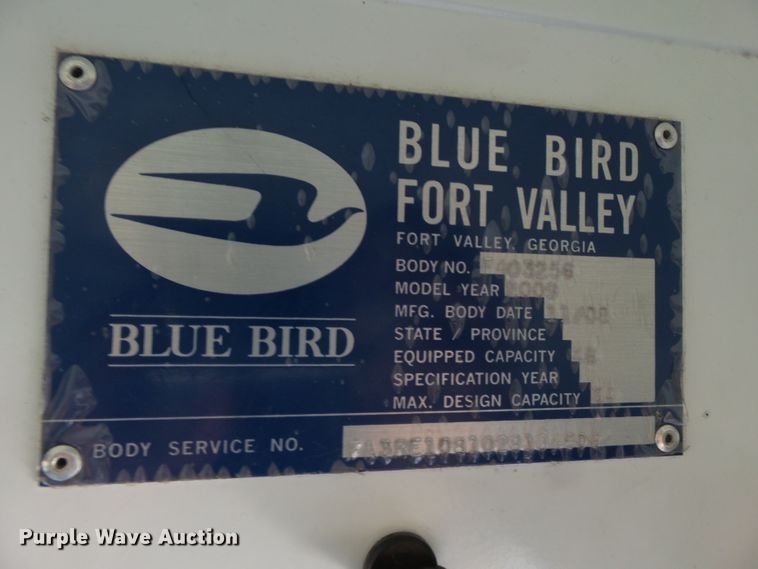 BLUE BIRD
FORT VALLEY
FORT VALLEY, GEORGIA
BODY NO.
MODEL YEAR 2009
MFG. BODY DATE
STATE / PROVINCE
EQUIPPED CAPACITY
SPECIFICATION YEAR
MAX. DESIGN CAPACITY
BLUE BIRD
BODY SERVICE NO.
Purple Wave Auction